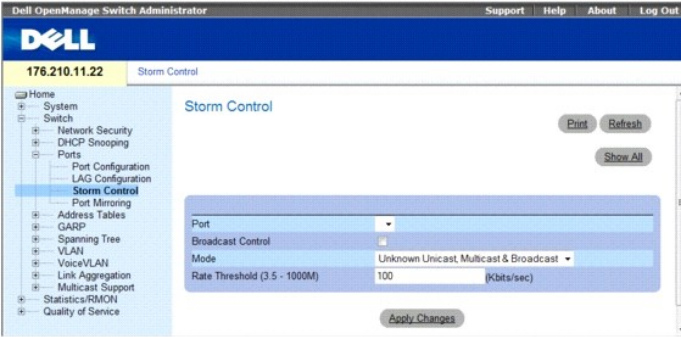 Dell OpenManage Switch Administrator
Support Help About Log Out
DELL
176.210.11.22
Storm Control
Home
System
Switch
Network Security
DHCP Snooping
Ports
Port Configuration
LAG Configuration
Storm Control
Port Mirroring
Address Tables
GARP
Spanning Tree
VLAN
VoiceVLAN
Link Aggregation
Multicast Support
Statistics/RMON
Quality of Service
Storm Control
Print Refresh
Show All
Port
Broadcast Control
Mode Unknown Unicast, Multicast & Broadcast
Rate Threshold (3.5 - 1000M) 100 (Kbits/sec)
Apply Changes